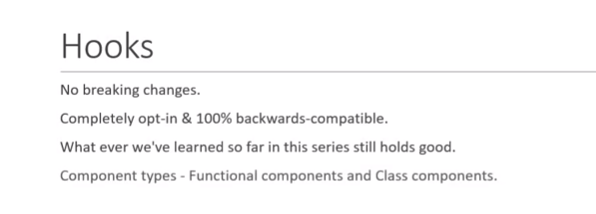 Hooks
No breaking changes.
Completely opt-in & 100% backwards-compatible.
What ever we've learned so far in this series still holds good.
Component types - Functional components and Class components.